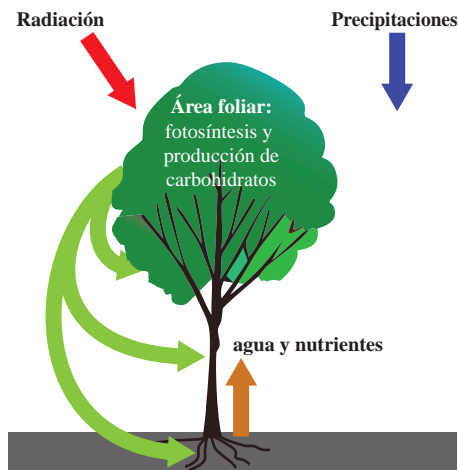 Radiación
Precipitaciones
Área foliar:
fotosíntesis y
producción de
carbohidratos
agua y nutrientes